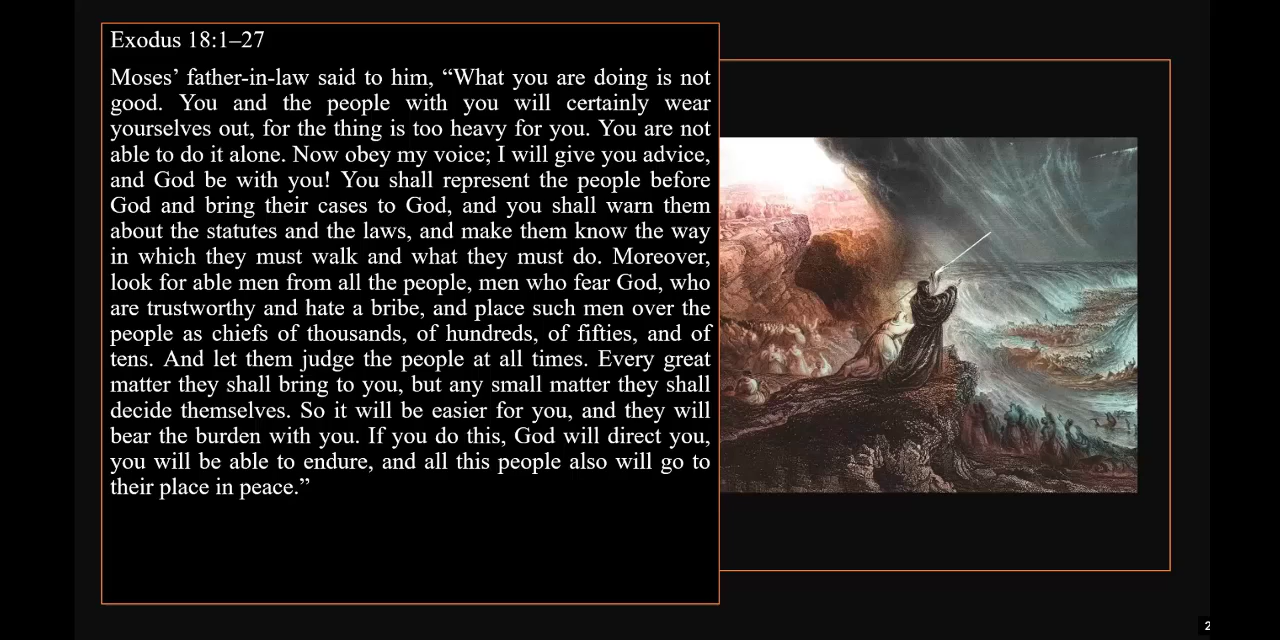 Exodus 18:1–27
Moses’ father-in-law said to him, “What you are doing is not
good. You and the people with you will certainly wear
yourselves out, for the thing is too heavy for you. You are not
able to do it alone. Now obey my voice; I will give you advice,
and God be with you! You shall represent the people before
God and bring their cases to God, and you shall warn them
about the statutes and the laws, and make them know the way
in which they must walk and what they must do. Moreover,
look for able men from all the people, men who fear God, who
are trustworthy and hate a bribe, and place such men over the
people as chiefs of thousands, of hundreds, of fifties, and of
tens. And let them judge the people at all times. Every great
matter they shall bring to you, but any small matter they shall
decide themselves. So it will be easier for you, and they will
bear the burden with you. If you do this, God will direct you,
you will be able to endure, and all this people also will go to
their place in peace.”
2